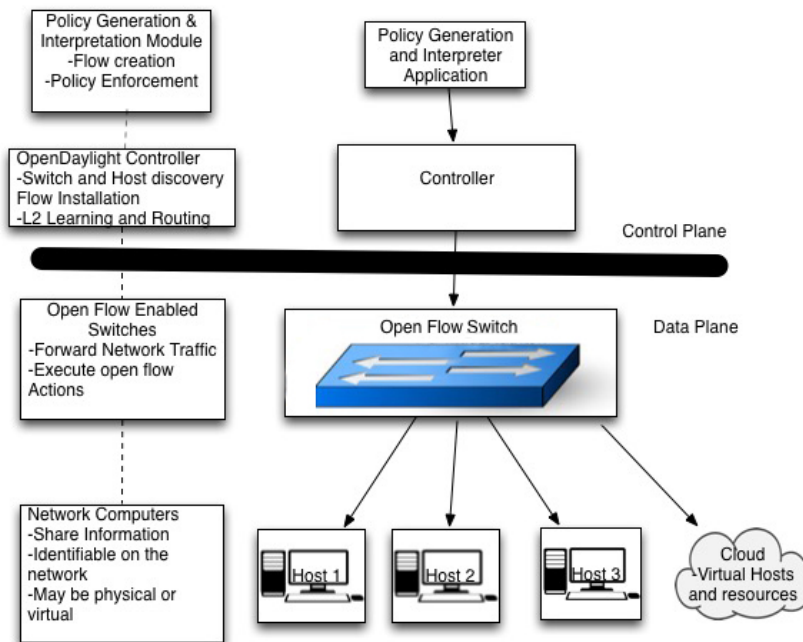 Policy Generation &
Interpretation Module
-Flow creation
-Policy Enforcement
Policy Generation
and Interpreter
Application
OpenDaylight Controller
-Switch and Host discovery
Flow Installation
-L2 Learning and Routing
Controller
Control Plane
Open Flow Enabled
Switches
-Forward Network Traffic
-Execute open flow
Actions
Open Flow Switch
Data Plane
Network Computers
-Share Information
-Identifiable on the
network
-May be physical or
virtual
Host 1
Host 2
Host 3
Cloud
-Virtual Hosts
and resources